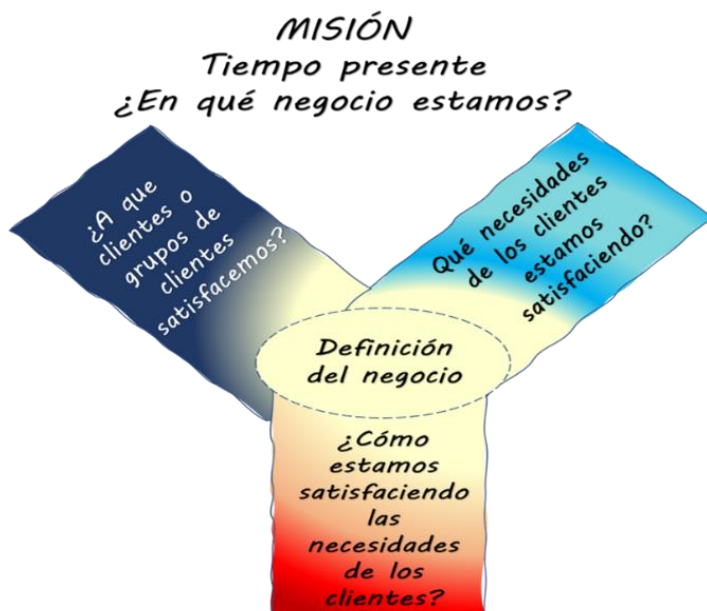 MISIÓN
Tiempo presente
¿En qué negocio estamos?
¿A que
clientes o
grupos de
clientes
satisfacemos?
Qué necesidades
de los clientes
estamos
satisfaciendo?
Definición
del negocio
¿Cómo
estamos
satisfaciendo
las
necesidades
de los
clientes?